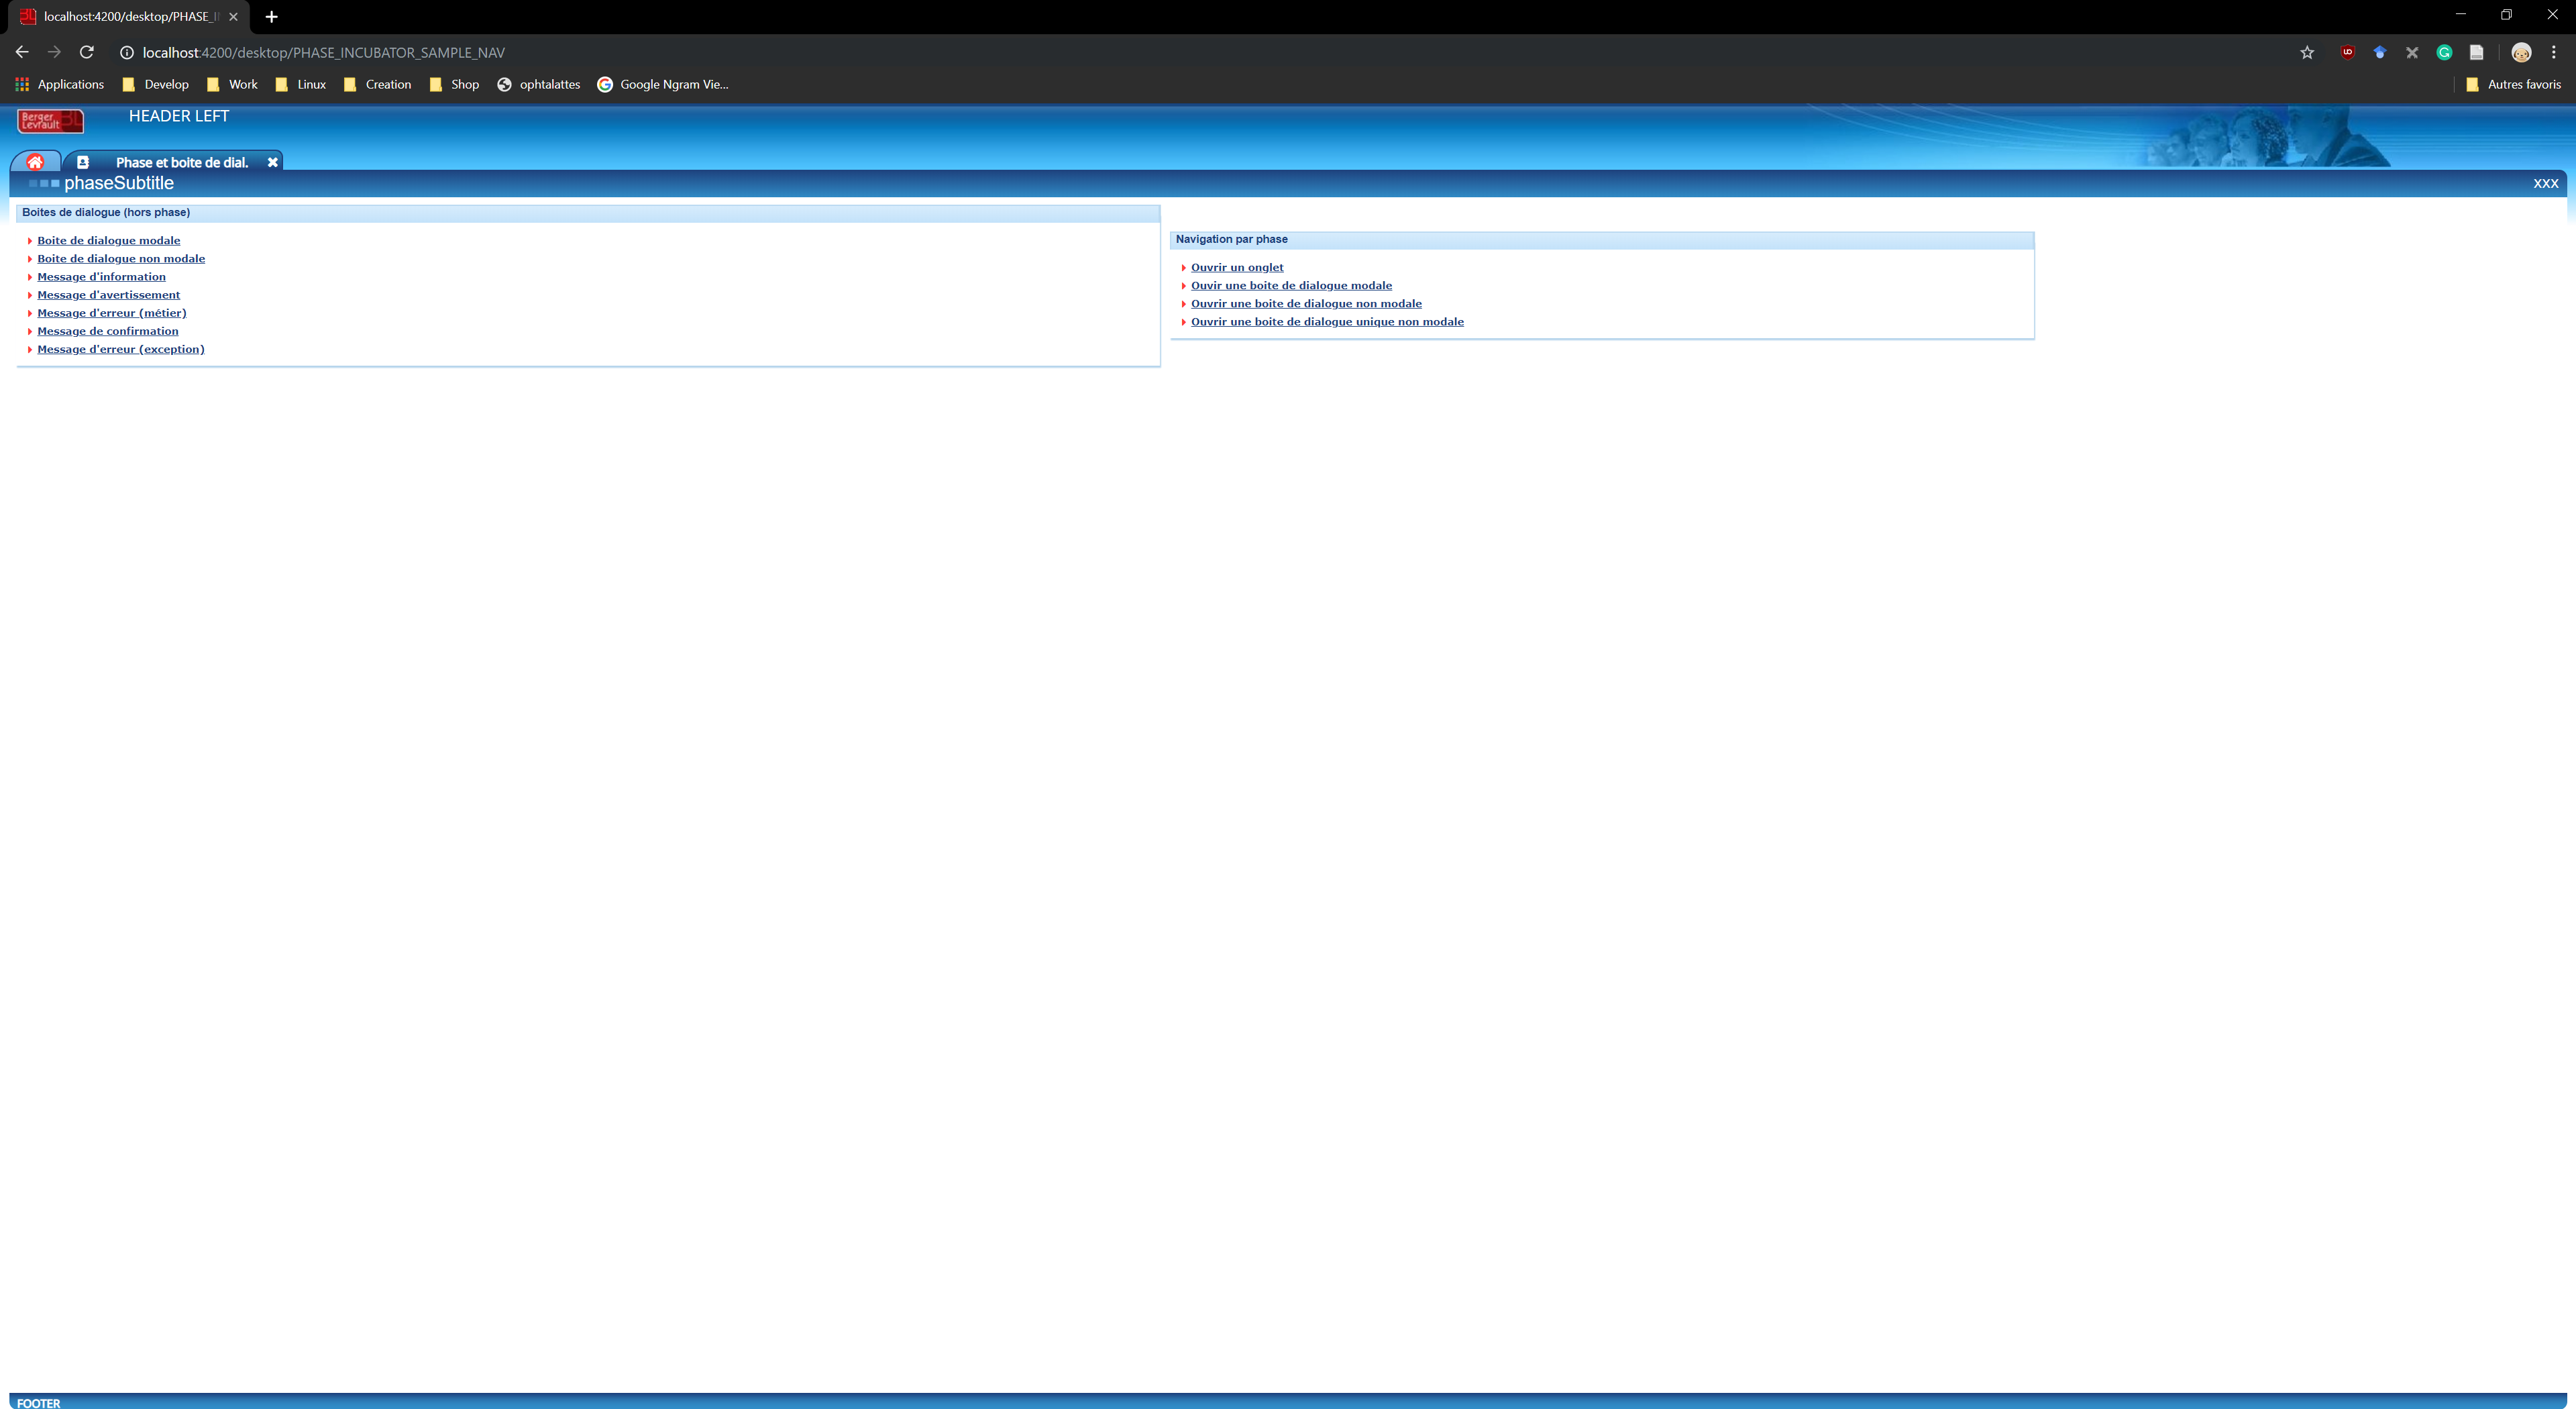 localhost:4200/desktop/PHASE_I
localhost:4200/desktop/PHASE_INCUBATOR_SAMPLE_NAV
Applications Develop Work Linux Creation Shop ophtalattes Google Ngram Vie... Autres favoris
Berger
Levrault BL
HEADER LEFT
Phase et boite de dial.
phaseSubtitle XXX
Boites de dialogue (hors phase)
Boite de dialogue modale
Boite de dialogue non modale
Message d'information
Message d'avertissement
Message d'erreur (métier)
Message de confirmation
Message d'erreur (exception)
Navigation par phase
Ouvrir un onglet
Ouvir une boite de dialogue modale
Ouvrir une boite de dialogue non modale
Ouvrir une boite de dialogue unique non modale
FOOTER